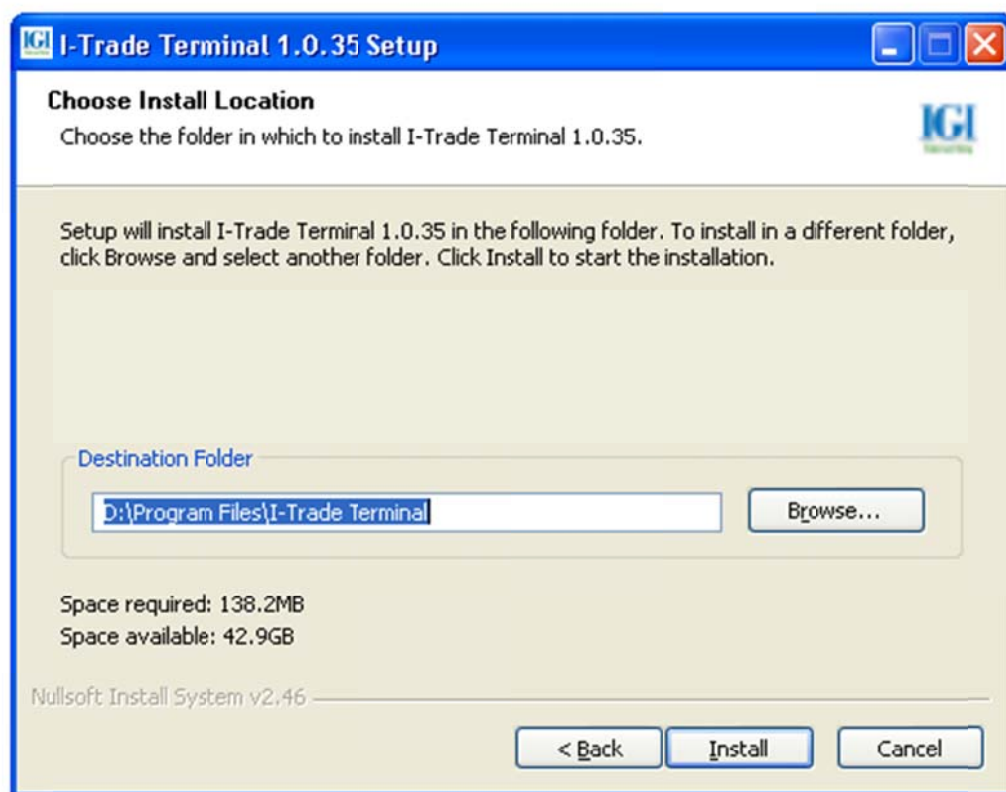 IGI I-Trade Terminal 1.0.35 Setup
Choose Install Location
Choose the folder in which to install I-Trade Terminal 1.0.35.
IGI
Setup will install I-Trade Terminal 1.0.35 in the following folder. To install in a different folder,
click Browse and select another folder. Click Install to start the installation.
Destination Folder
D:\Program Files\I-Trade Terminal
Browse...
Space required: 138.2MB
Space available: 42.9GB
Nullsoft Install System v2.46
< Back
Install
Cancel